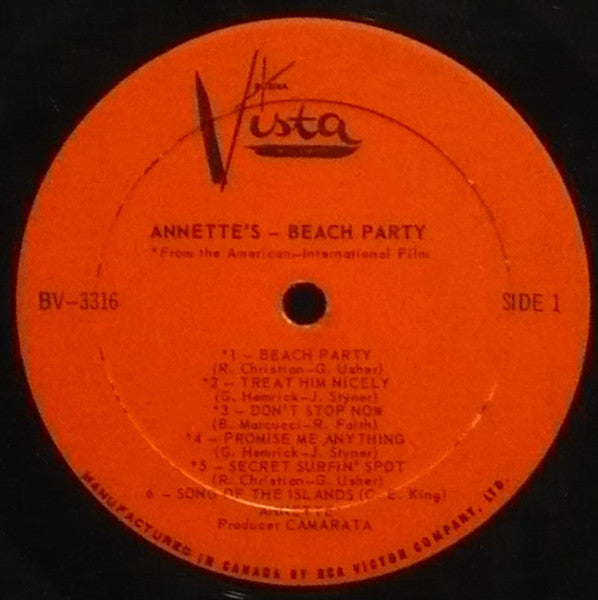 BUENA
Vista
ANNETTE'S – BEACH PARTY
*From the American–International Film
BV–3316
SIDE 1
*1 – BEACH PARTY
(R. Christian–G. Usher)
*2 – TREAT HIM NICELY
(G. Hemrick–J. Styner)
*3 – DON'T STOP NOW
(B. Marcucci–R. Faith)
*4 – PROMISE ME ANYTHING
(G. Hemrick–J. Styner)
*5 – SECRET SURFIN' SPOT
(R. Christian–G. Usher)
6 – SONG OF THE ISLANDS (C. E. King)
ANNETTE
Producer CAMARATA
MANUFACTURED IN CANADA BY RCA VICTOR COMPANY, LTD.